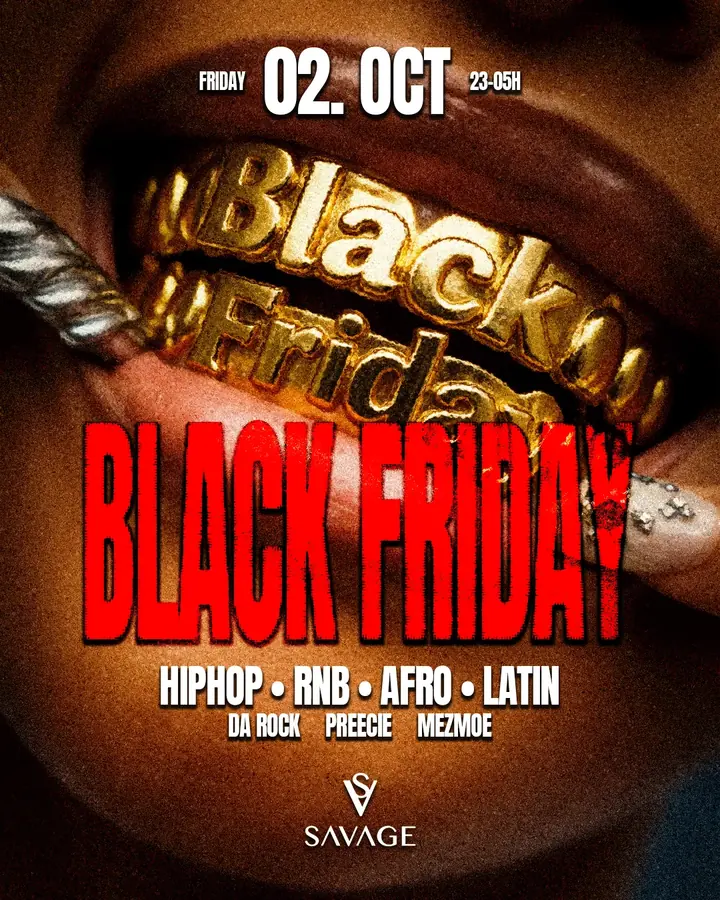 FRIDAY 02. OCT 23-05H
Black
Friday
BLACK FRIDAY
HIPHOP • RNB • AFRO • LATIN
DA ROCK PREECIE MEZMOE
SAVAGE